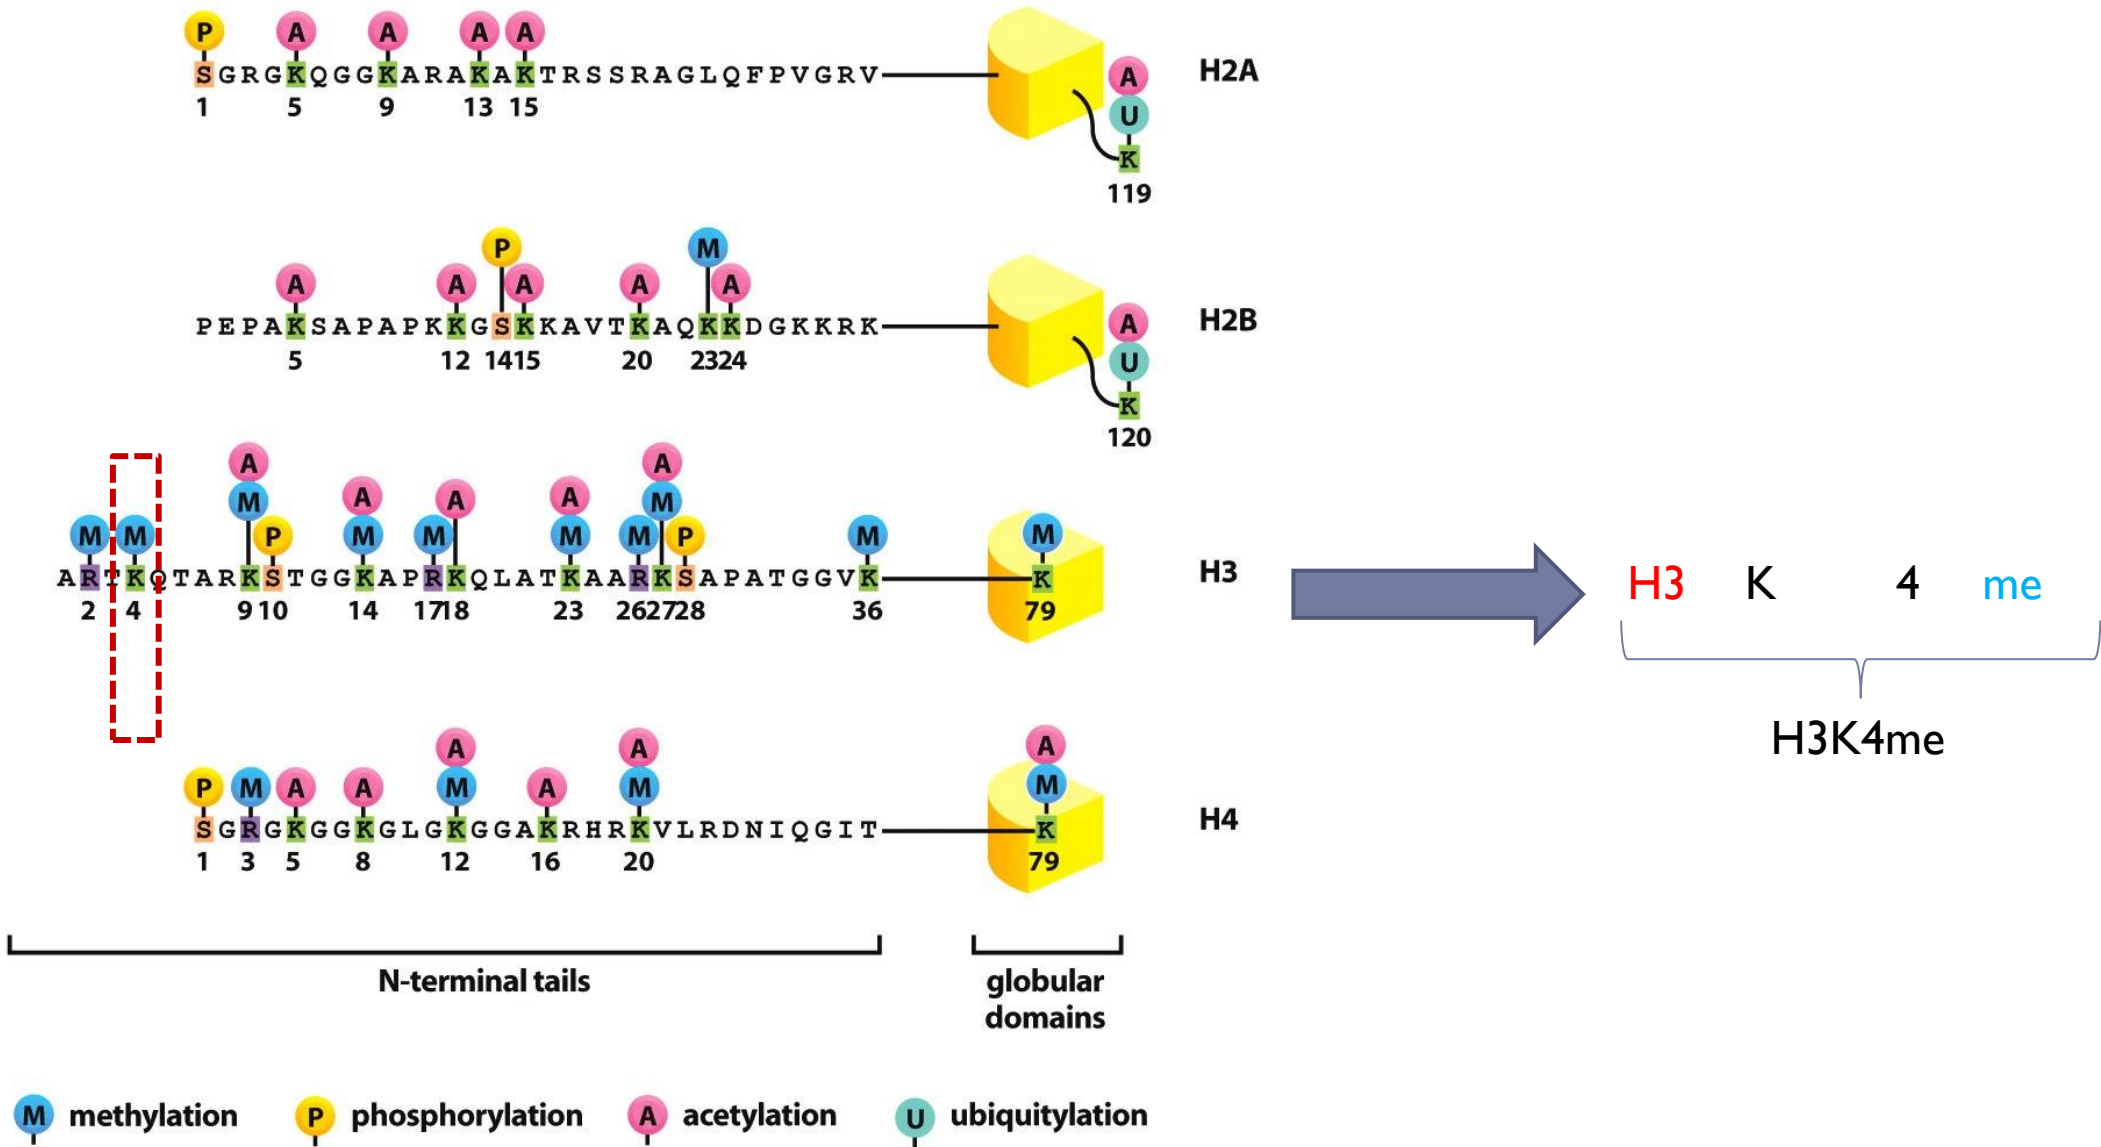 P A A A A
SGRGKQGGKARAKAKTRSSRAGLQFPVGRV
1 5 9 13 15
A
U
K
119
H2A
P M
A A A A A
PEPAKSAPAPKKGSKKAVTKAQKKDGKKRK
5 12 14 15 20 23 24
A
U
K
120
H2B
A A
M A A A M
M M P M M M M P M
ARTKQTARKSTGGKAPRKQLATKAARKSAPATGGVK
2 4 9 10 14 17 18 23 26 27 28 36
M
K
79
H3
H3 K 4 me
H3K4me
A A
P M A A M A M
SGRGKGGKGLGKGGAKRHRKVLRDNIQGIT
1 3 5 8 12 16 20
A
M
K
79
H4
N-terminal tails
globular
domains
M methylation P phosphorylation A acetylation U ubiquitylation